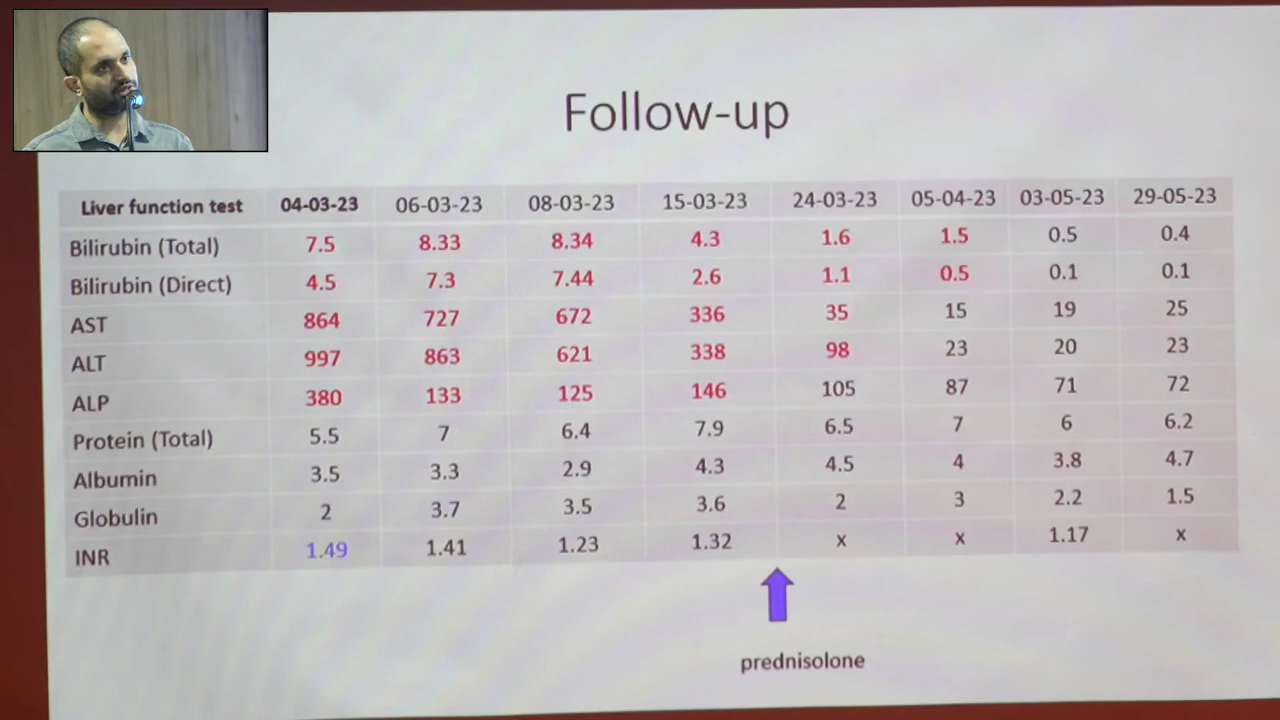 Follow-up
Liver function test 04-03-23 06-03-23 08-03-23 15-03-23 24-03-23 05-04-23 03-05-23 29-05-23
Bilirubin (Total) 7.5 8.33 8.34 4.3 1.6 1.5 0.5 0.4
Bilirubin (Direct) 4.5 7.3 7.44 2.6 1.1 0.5 0.1 0.1
AST 864 727 672 336 35 15 19 25
ALT 997 863 621 338 98 23 20 23
ALP 380 133 125 146 105 87 71 72
Protein (Total) 5.5 7 6.4 7.9 6.5 7 6 6.2
Albumin 3.5 3.3 2.9 4.3 4.5 4 3.8 4.7
Globulin 2 3.7 3.5 3.6 2 3 2.2 1.5
INR 1.49 1.41 1.23 1.32 x x 1.17 x
prednisolone